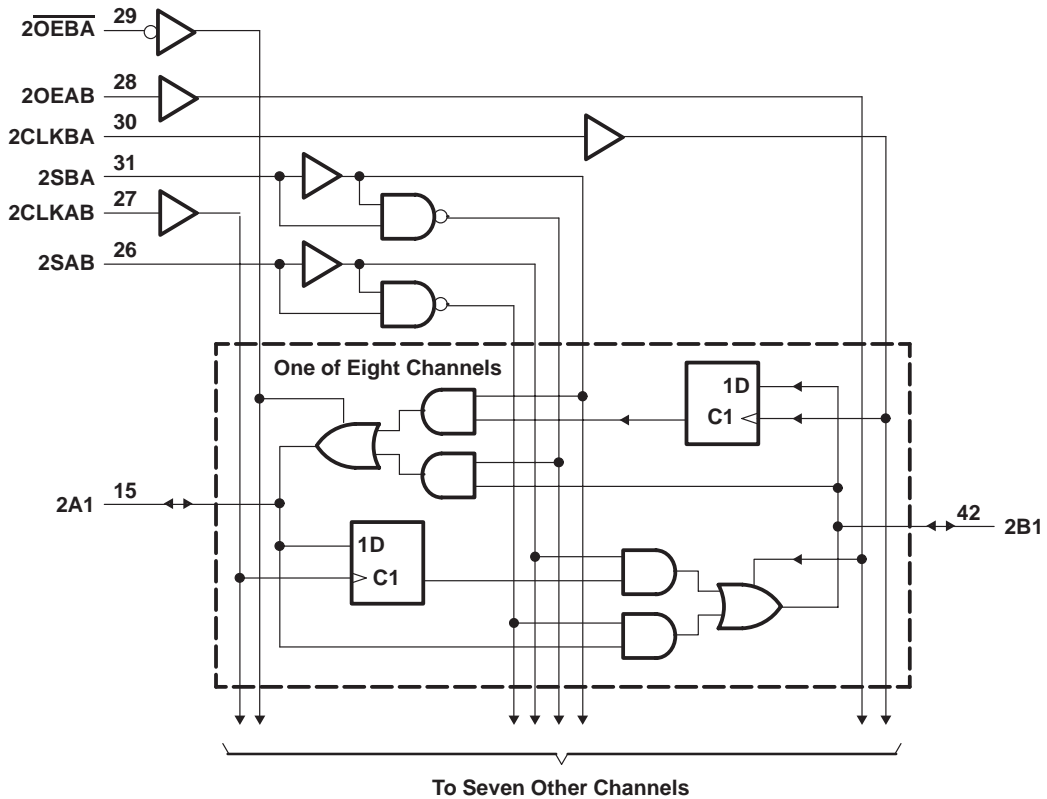 2O̅E̅B̅A̅ 29
2OEAB 28
2CLKBA 30
2SBA 31
2CLKAB 27
2SAB 26
One of Eight Channels
1D
C1
2A1 15
42 2B1
1D
C1
To Seven Other Channels